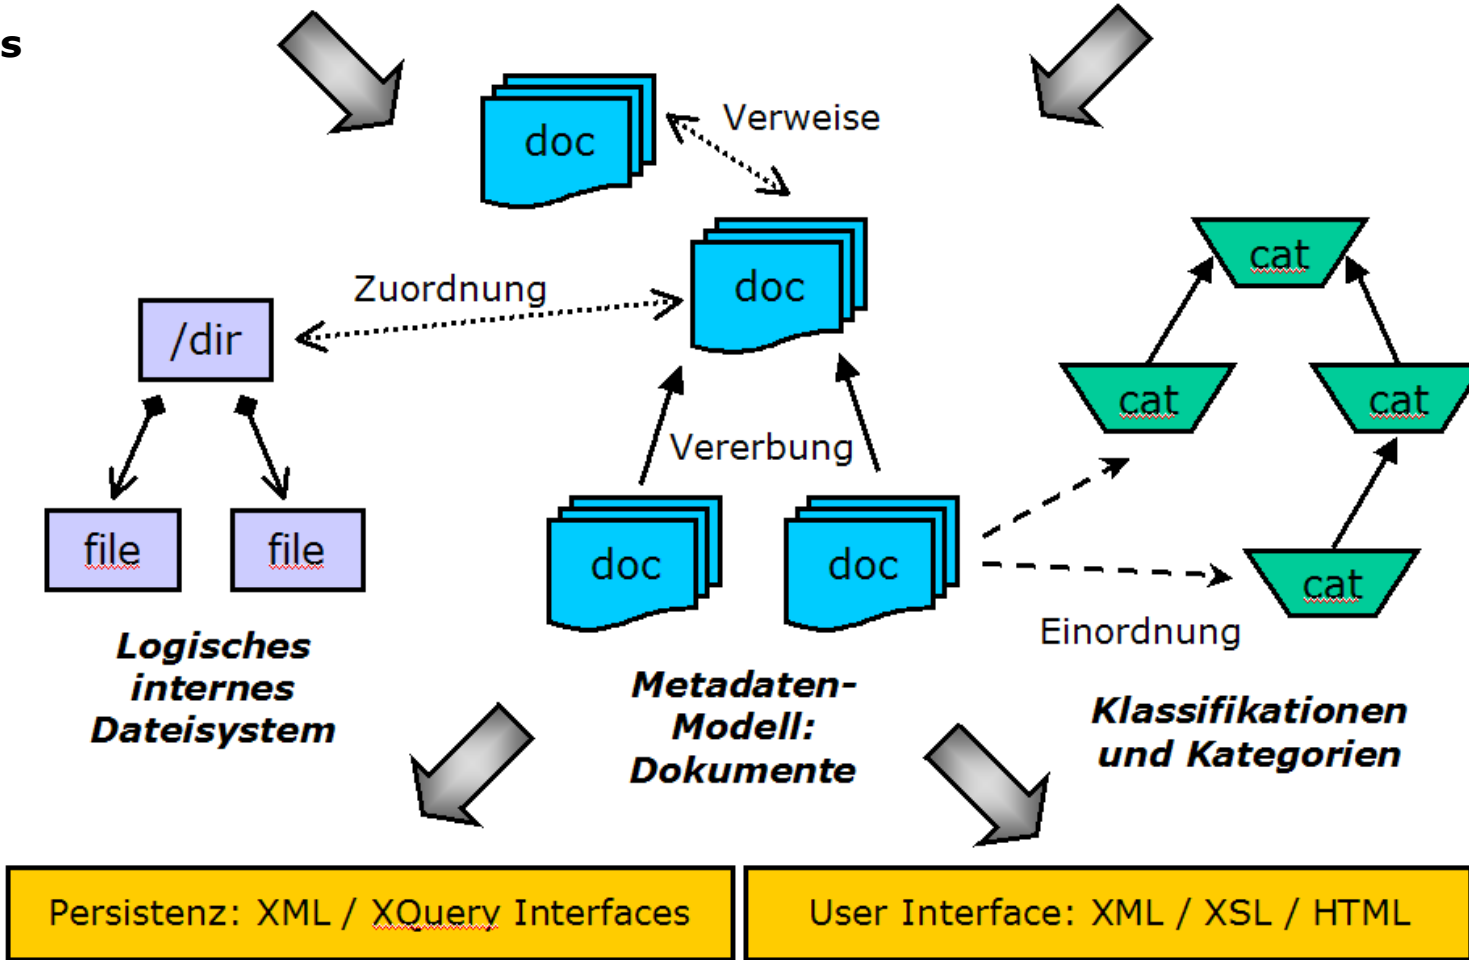 s
doc
Verweise
Zuordnung
doc
cat
/dir
cat
cat
Vererbung
file
file
doc
doc
cat
Einordnung
Logisches
internes
Dateisystem
Metadaten-
Modell:
Dokumente
Klassifikationen
und Kategorien
Persistenz: XML / XQuery Interfaces
User Interface: XML / XSL / HTML